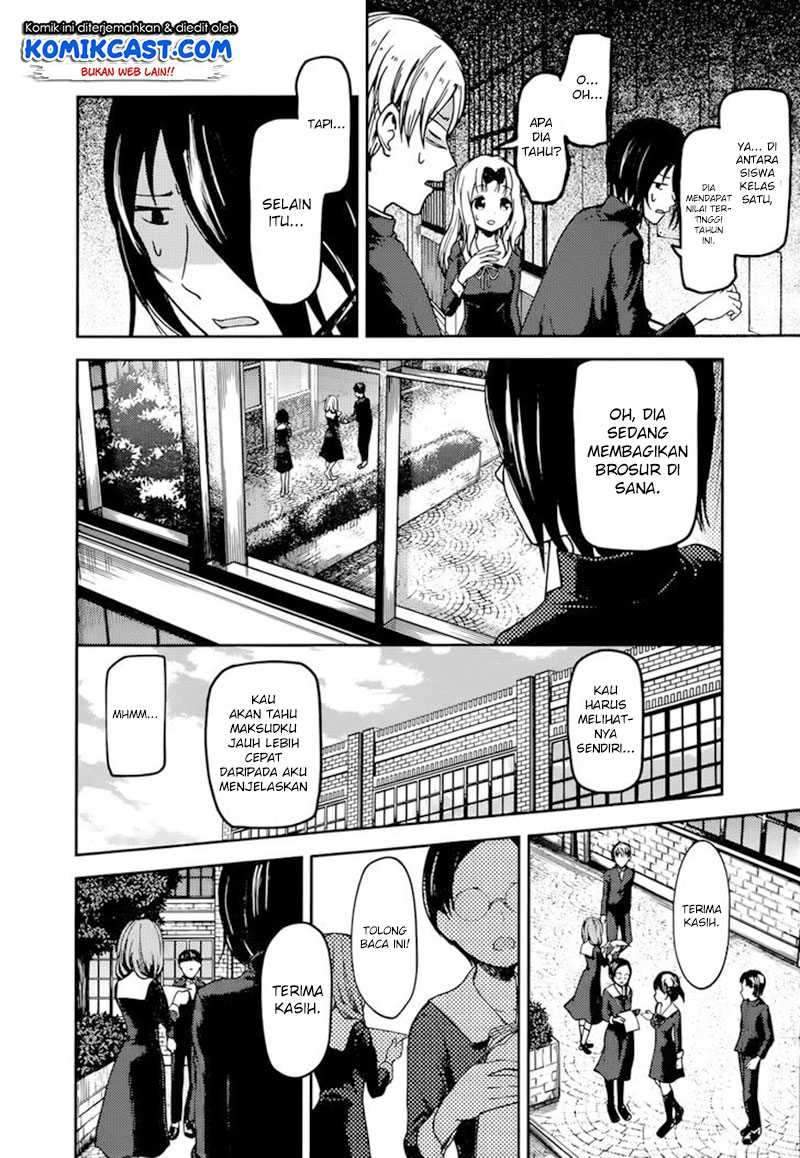 Komik ini diterjemahkan & diedit oleh
KOMIKCAST.COM
BUKAN WEB LAIN!!
YA... DI
ANTARA
SISWA
KELAS
SATU,
DIA
MENDAPAT
NILAI TER-
TINGGI
TAHUN
INI.
O...
OH...
APA
DIA
TAHU?
TAPI...
SELAIN
ITU...
OH, DIA
SEDANG
MEMBAGIKAN
BROSUR DI
SANA.
KAU
HARUS
MELIHAT-
NYA
SENDIRI...
KAU
AKAN TAHU
MAKSUDKU
JAUH LEBIH
CEPAT
DARIPADA AKU
MENJELASKAN
MHMM...
TERIMA
KASIH.
TOLONG
BACA INI!
TERIMA
KASIH.